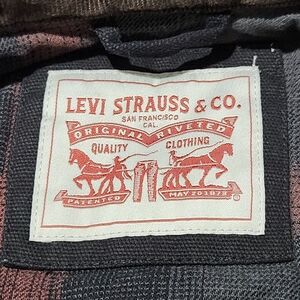 LEVI STRAUSS & CO.
SAN FRANCISCO
CAL.
ORIGINAL RIVETED
QUALITY CLOTHING
PATENTED MAY 20 1873
®